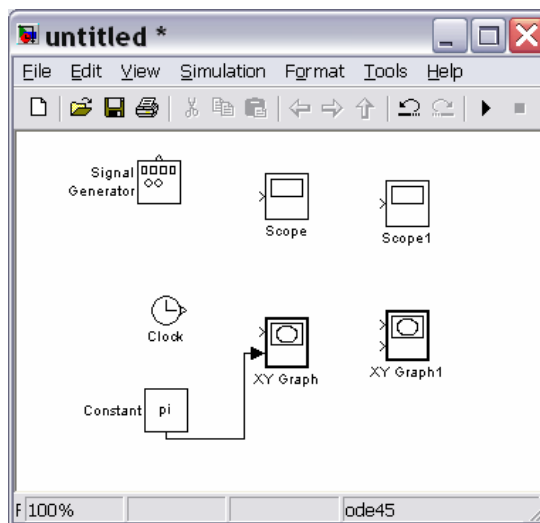 untitled *
File Edit View Simulation Format Tools Help
Signal
Generator
Scope
Scope1
Clock
XY Graph
XY Graph1
Constant
pi
F 100%
ode45